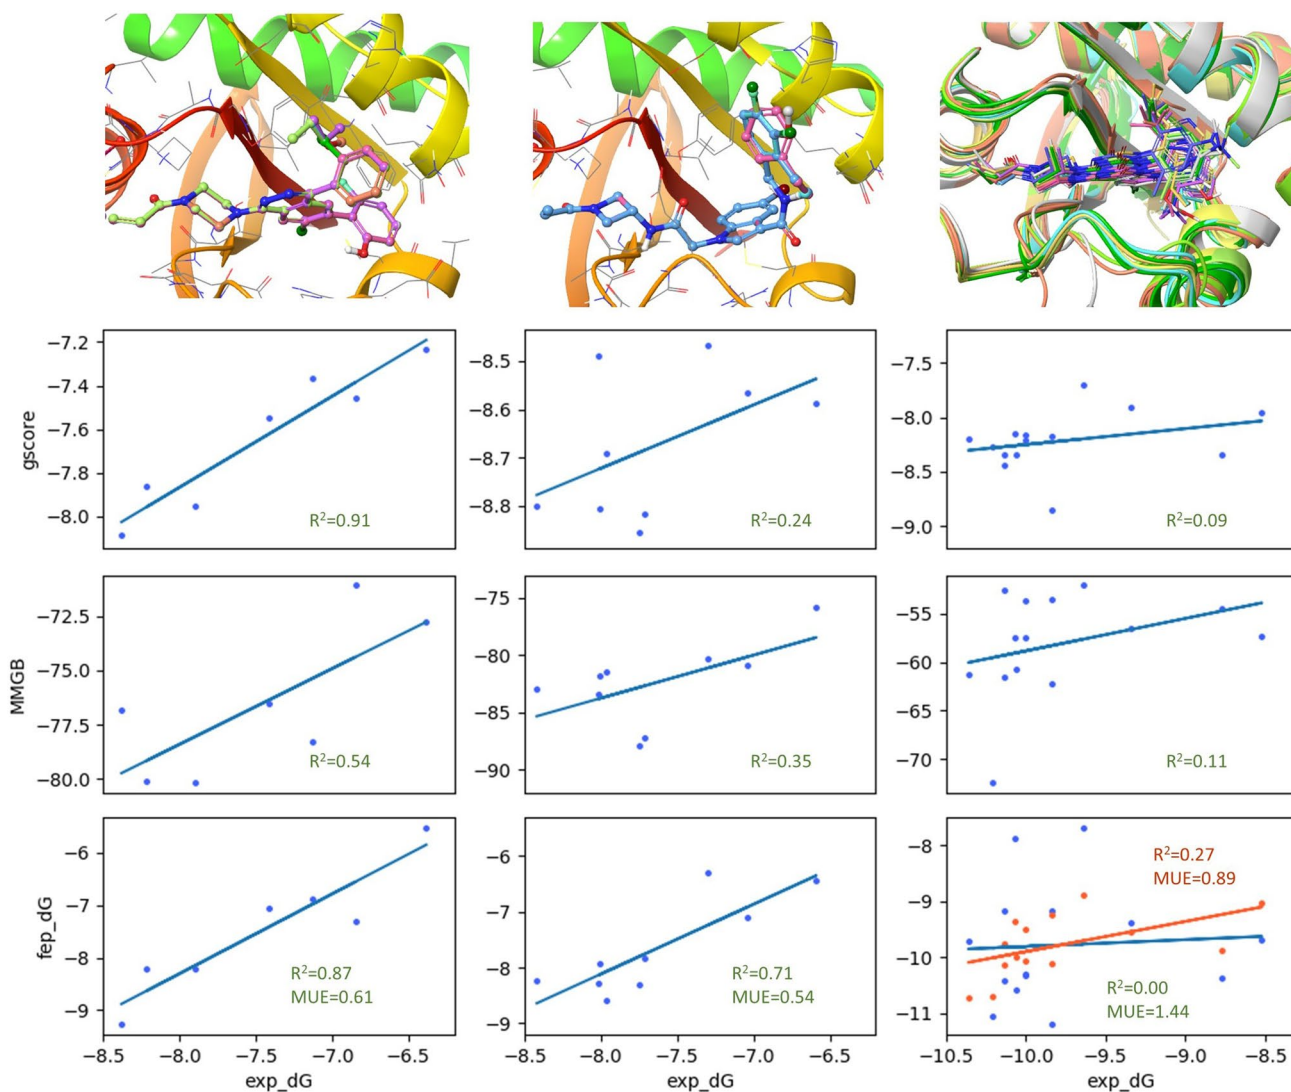 −7.2
−7.4
−7.6
−7.8
−8.0
gscore
R²=0.91
−8.5
−8.6
−8.7
−8.8
R²=0.24
−7.5
−8.0
−8.5
−9.0
R²=0.09
−72.5
−75.0
−77.5
−80.0
MMGB
R²=0.54
−75
−80
−85
−90
R²=0.35
−55
−60
−65
−70
R²=0.11
−6
−7
−8
−9
fep_dG
R²=0.87
MUE=0.61
−8.5 −8.0 −7.5 −7.0 −6.5
exp_dG
−6
−7
−8
−9
R²=0.71
MUE=0.54
−8.5 −8.0 −7.5 −7.0 −6.5
exp_dG
−8
−9
−10
−11
R²=0.27
MUE=0.89
R²=0.00
MUE=1.44
−10.5 −10.0 −9.5 −9.0 −8.5
exp_dG